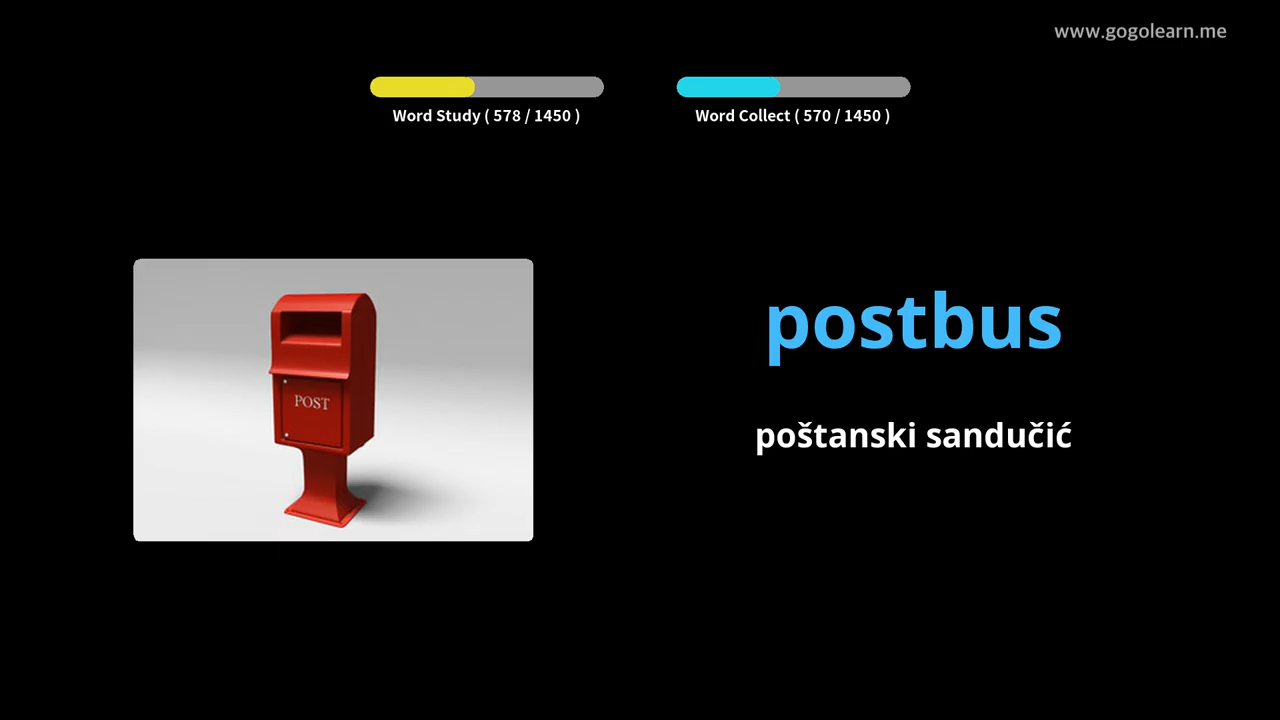 www.gogolearn.me
Word Study ( 578 / 1450 )
Word Collect ( 570 / 1450 )
POST
postbus
poštanski sandučić